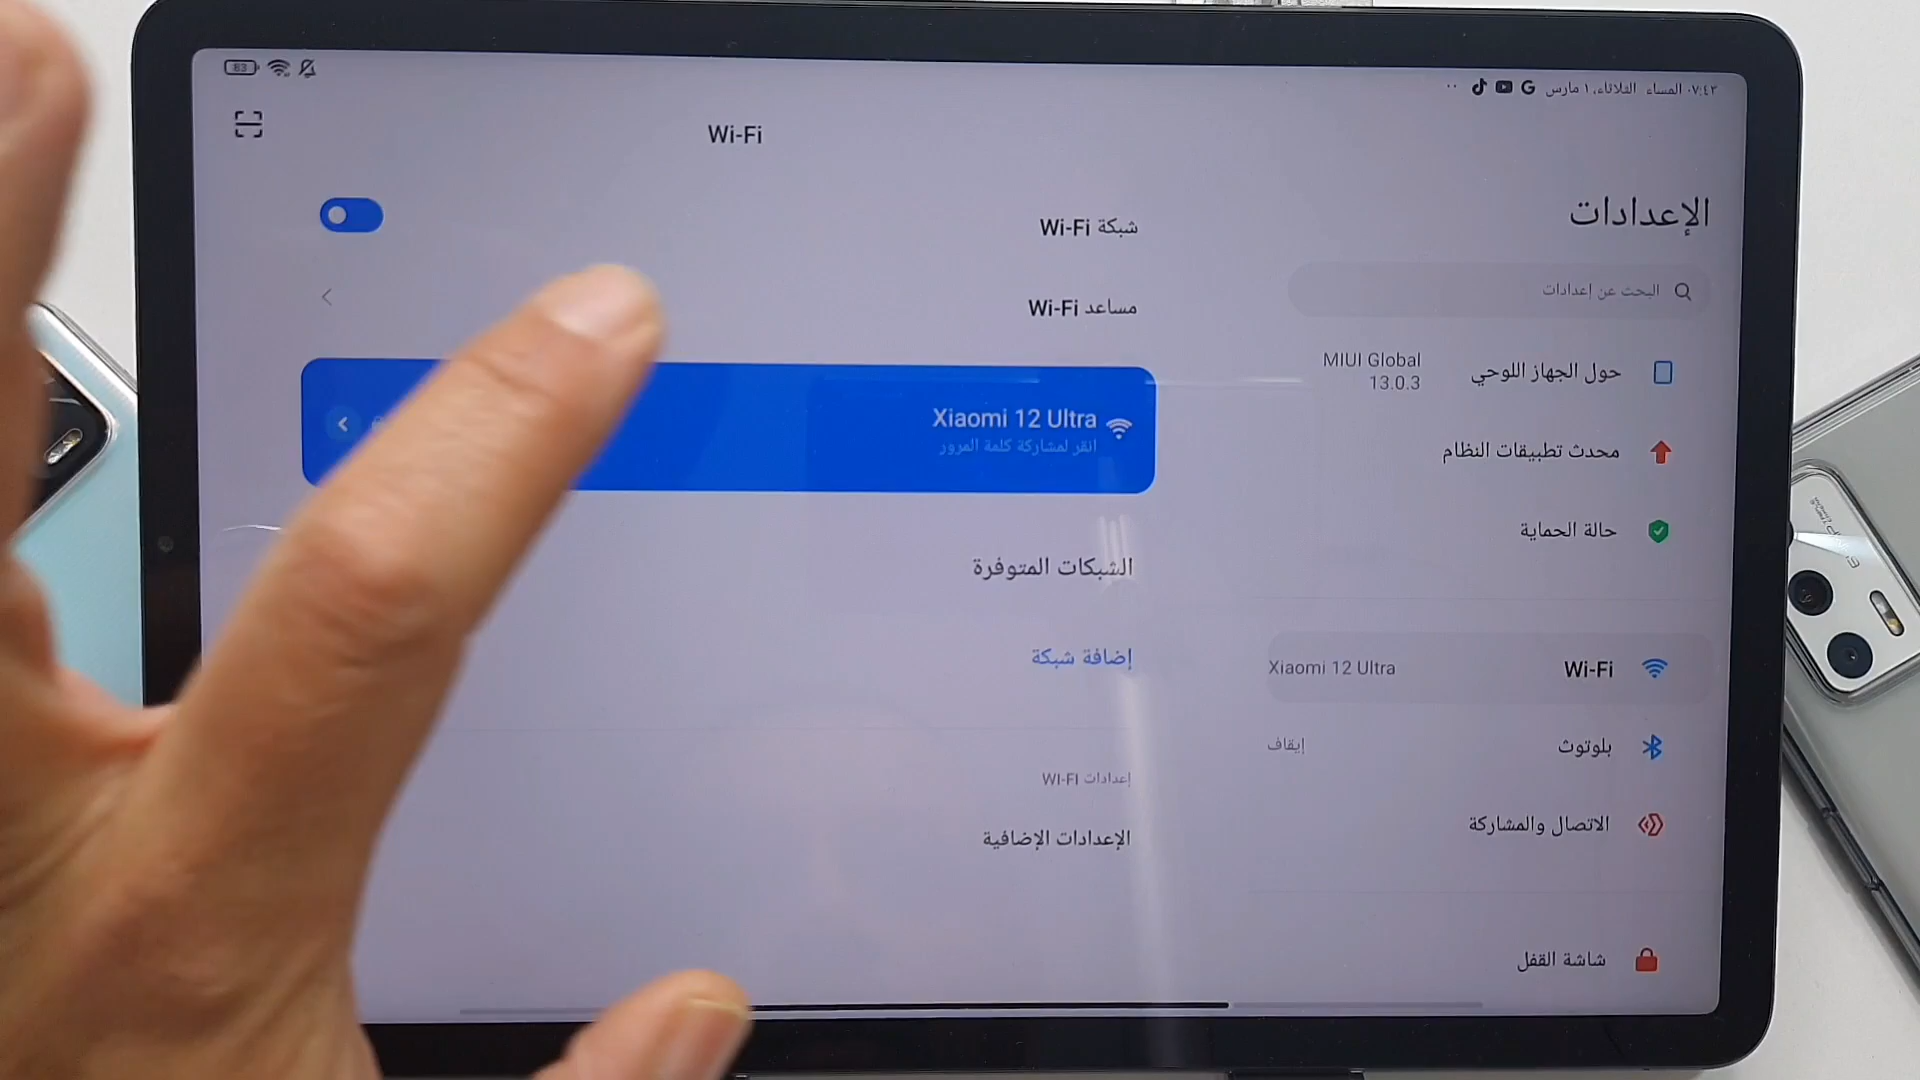 ٠٧:٤٣ المساء الثلاثاء، ١ مارس
83
الإعدادات
البحث عن إعدادات
حول الجهاز اللوحي
MIUI Global
13.0.3
محدث تطبيقات النظام
حالة الحماية
Wi-Fi
Xiaomi 12 Ultra
بلوتوث
إيقاف
الاتصال والمشاركة
شاشة القفل
Wi-Fi
شبكة Wi-Fi
مساعد Wi-Fi
Xiaomi 12 Ultra
انقر لمشاركة كلمة المرور
الشبكات المتوفرة
إضافة شبكة
إعدادات WI-FI
الإعدادات الإضافية